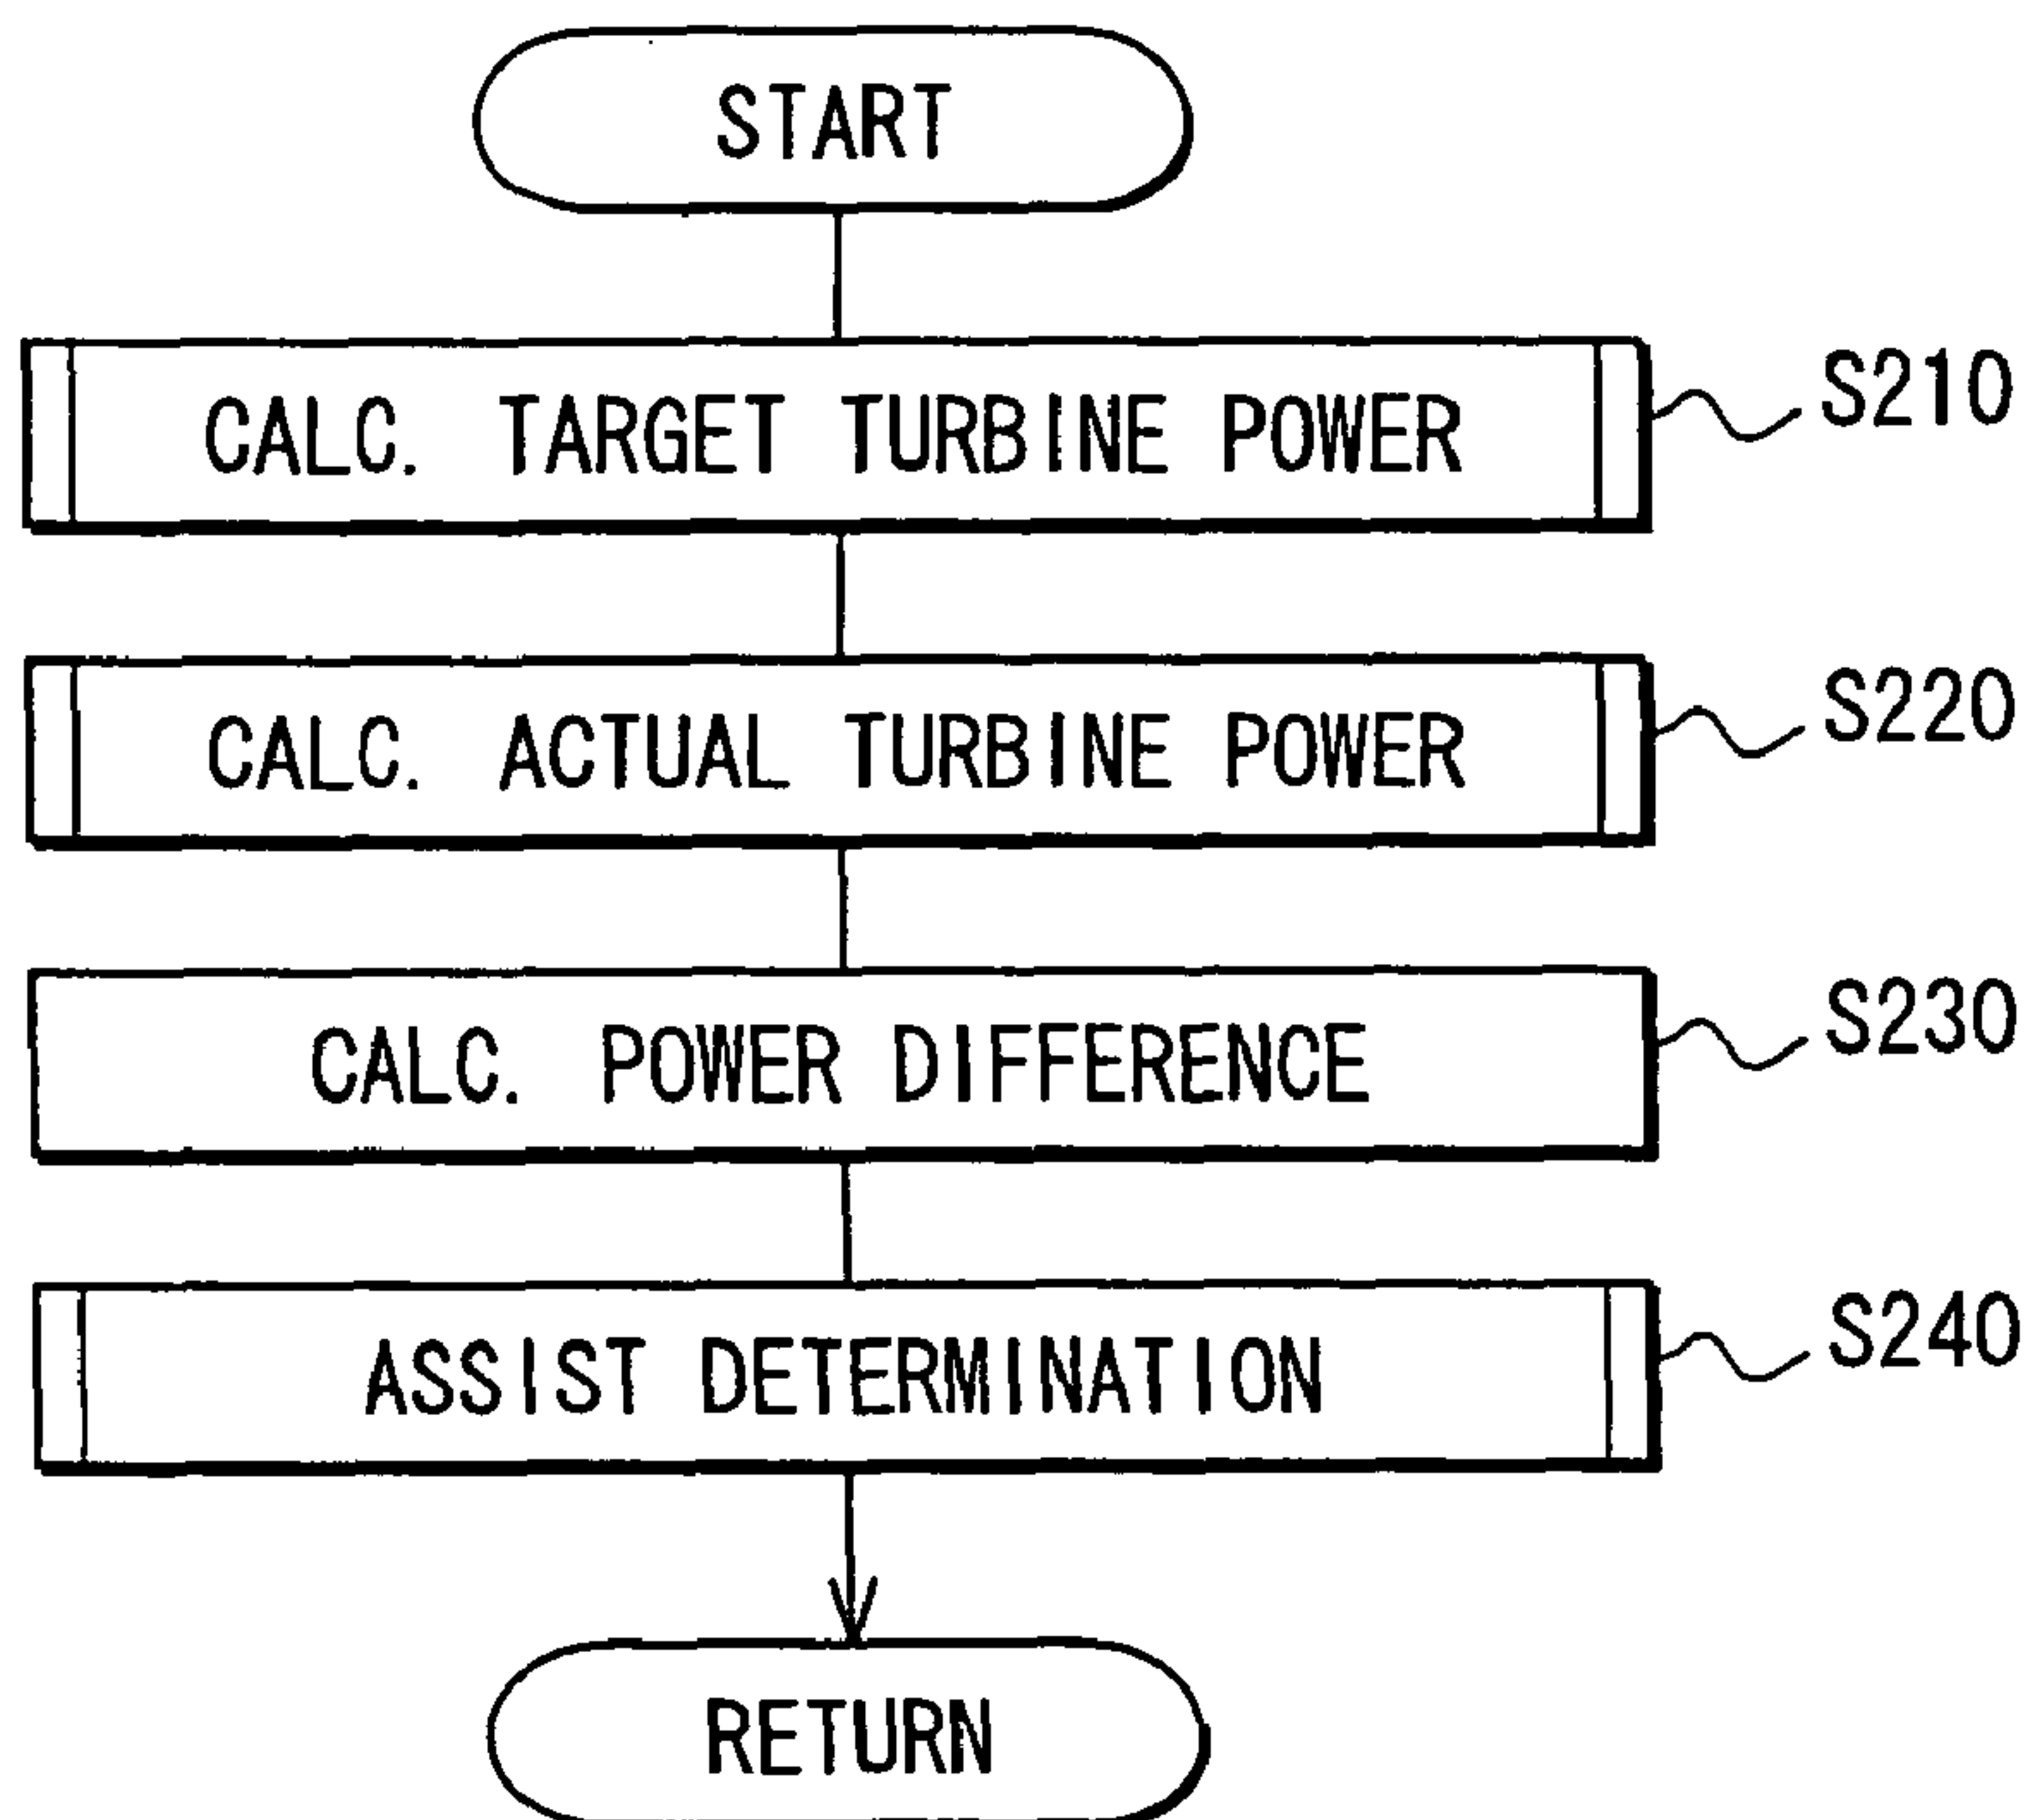 START
CALC. TARGET TURBINE POWER S210
CALC. ACTUAL TURBINE POWER S220
CALC. POWER DIFFERENCE S230
ASSIST DETERMINATION S240
RETURN